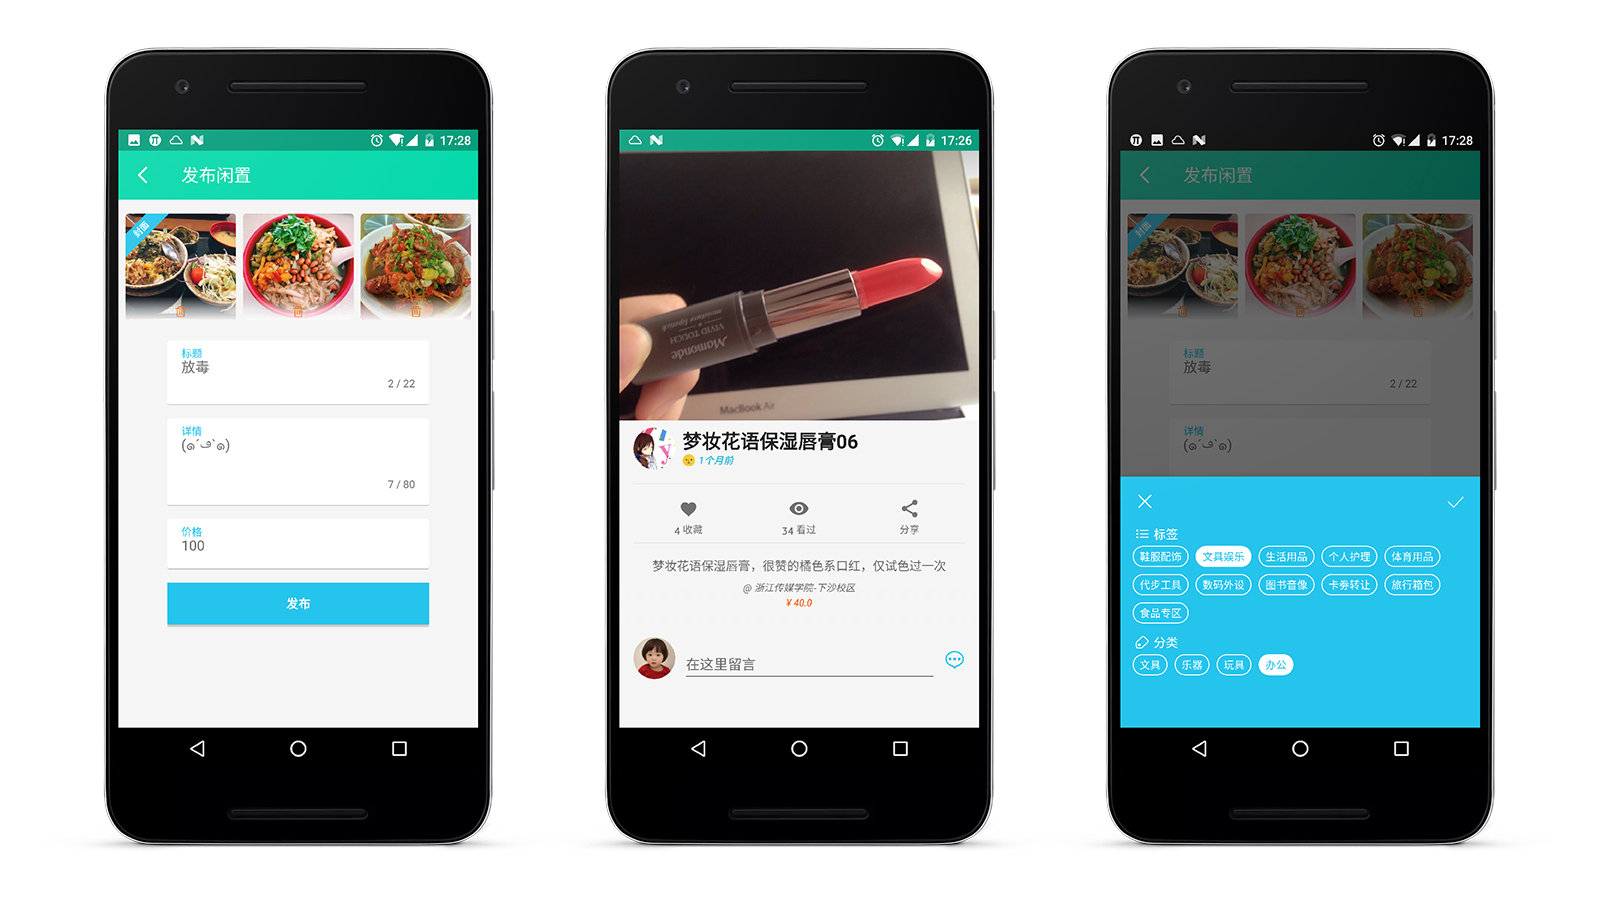 17:28
发布闲置
封面
标题
放毒
2 / 22
详情
(๑´ڡ`๑)
7 / 80
价格
100
发布
17:26
Mamonde
VIVID TOUCH
moisture lipstick
MacBook Air
梦妆花语保湿唇膏06
1个月前
4 收藏
34 看过
分享
梦妆花语保湿唇膏，很赞的橘色系口红，仅试色过一次
@ 浙江传媒学院-下沙校区
¥ 40.0
在这里留言
17:28
发布闲置
封面
标题
放毒
2 / 22
详情
(๑´ڡ`๑)
标签
鞋服配饰 文具娱乐 生活用品 个人护理 体育用品
代步工具 数码外设 图书音像 卡券转让 旅行箱包
食品专区
分类
文具 乐器 玩具 办公